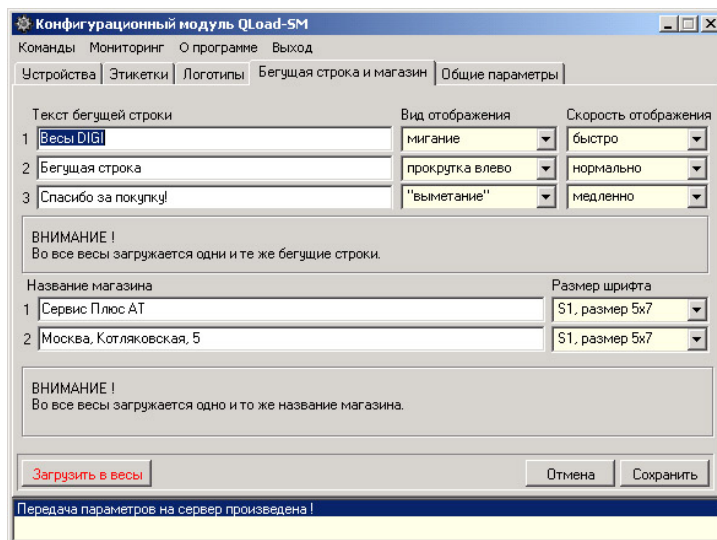 Конфигурационный модуль QLoad-SM
Команды Мониторинг О программе Выход
Устройства Этикетки Логотипы Бегущая строка и магазин Общие параметры
Текст бегущей строки Вид отображения Скорость отображения
1 Весы DIGI мигание быстро
2 Бегущая строка прокрутка влево нормально
3 Спасибо за покупку! "выметание" медленно
ВНИМАНИЕ !
Во все весы загружается одни и те же бегущие строки.
Название магазина Размер шрифта
1 Сервис Плюс АТ S1, размер 5x7
2 Москва, Котляковская, 5 S1, размер 5x7
ВНИМАНИЕ !
Во все весы загружается одно и то же название магазина.
Загрузить в весы Отмена Сохранить
Передача параметров на сервер произведена !